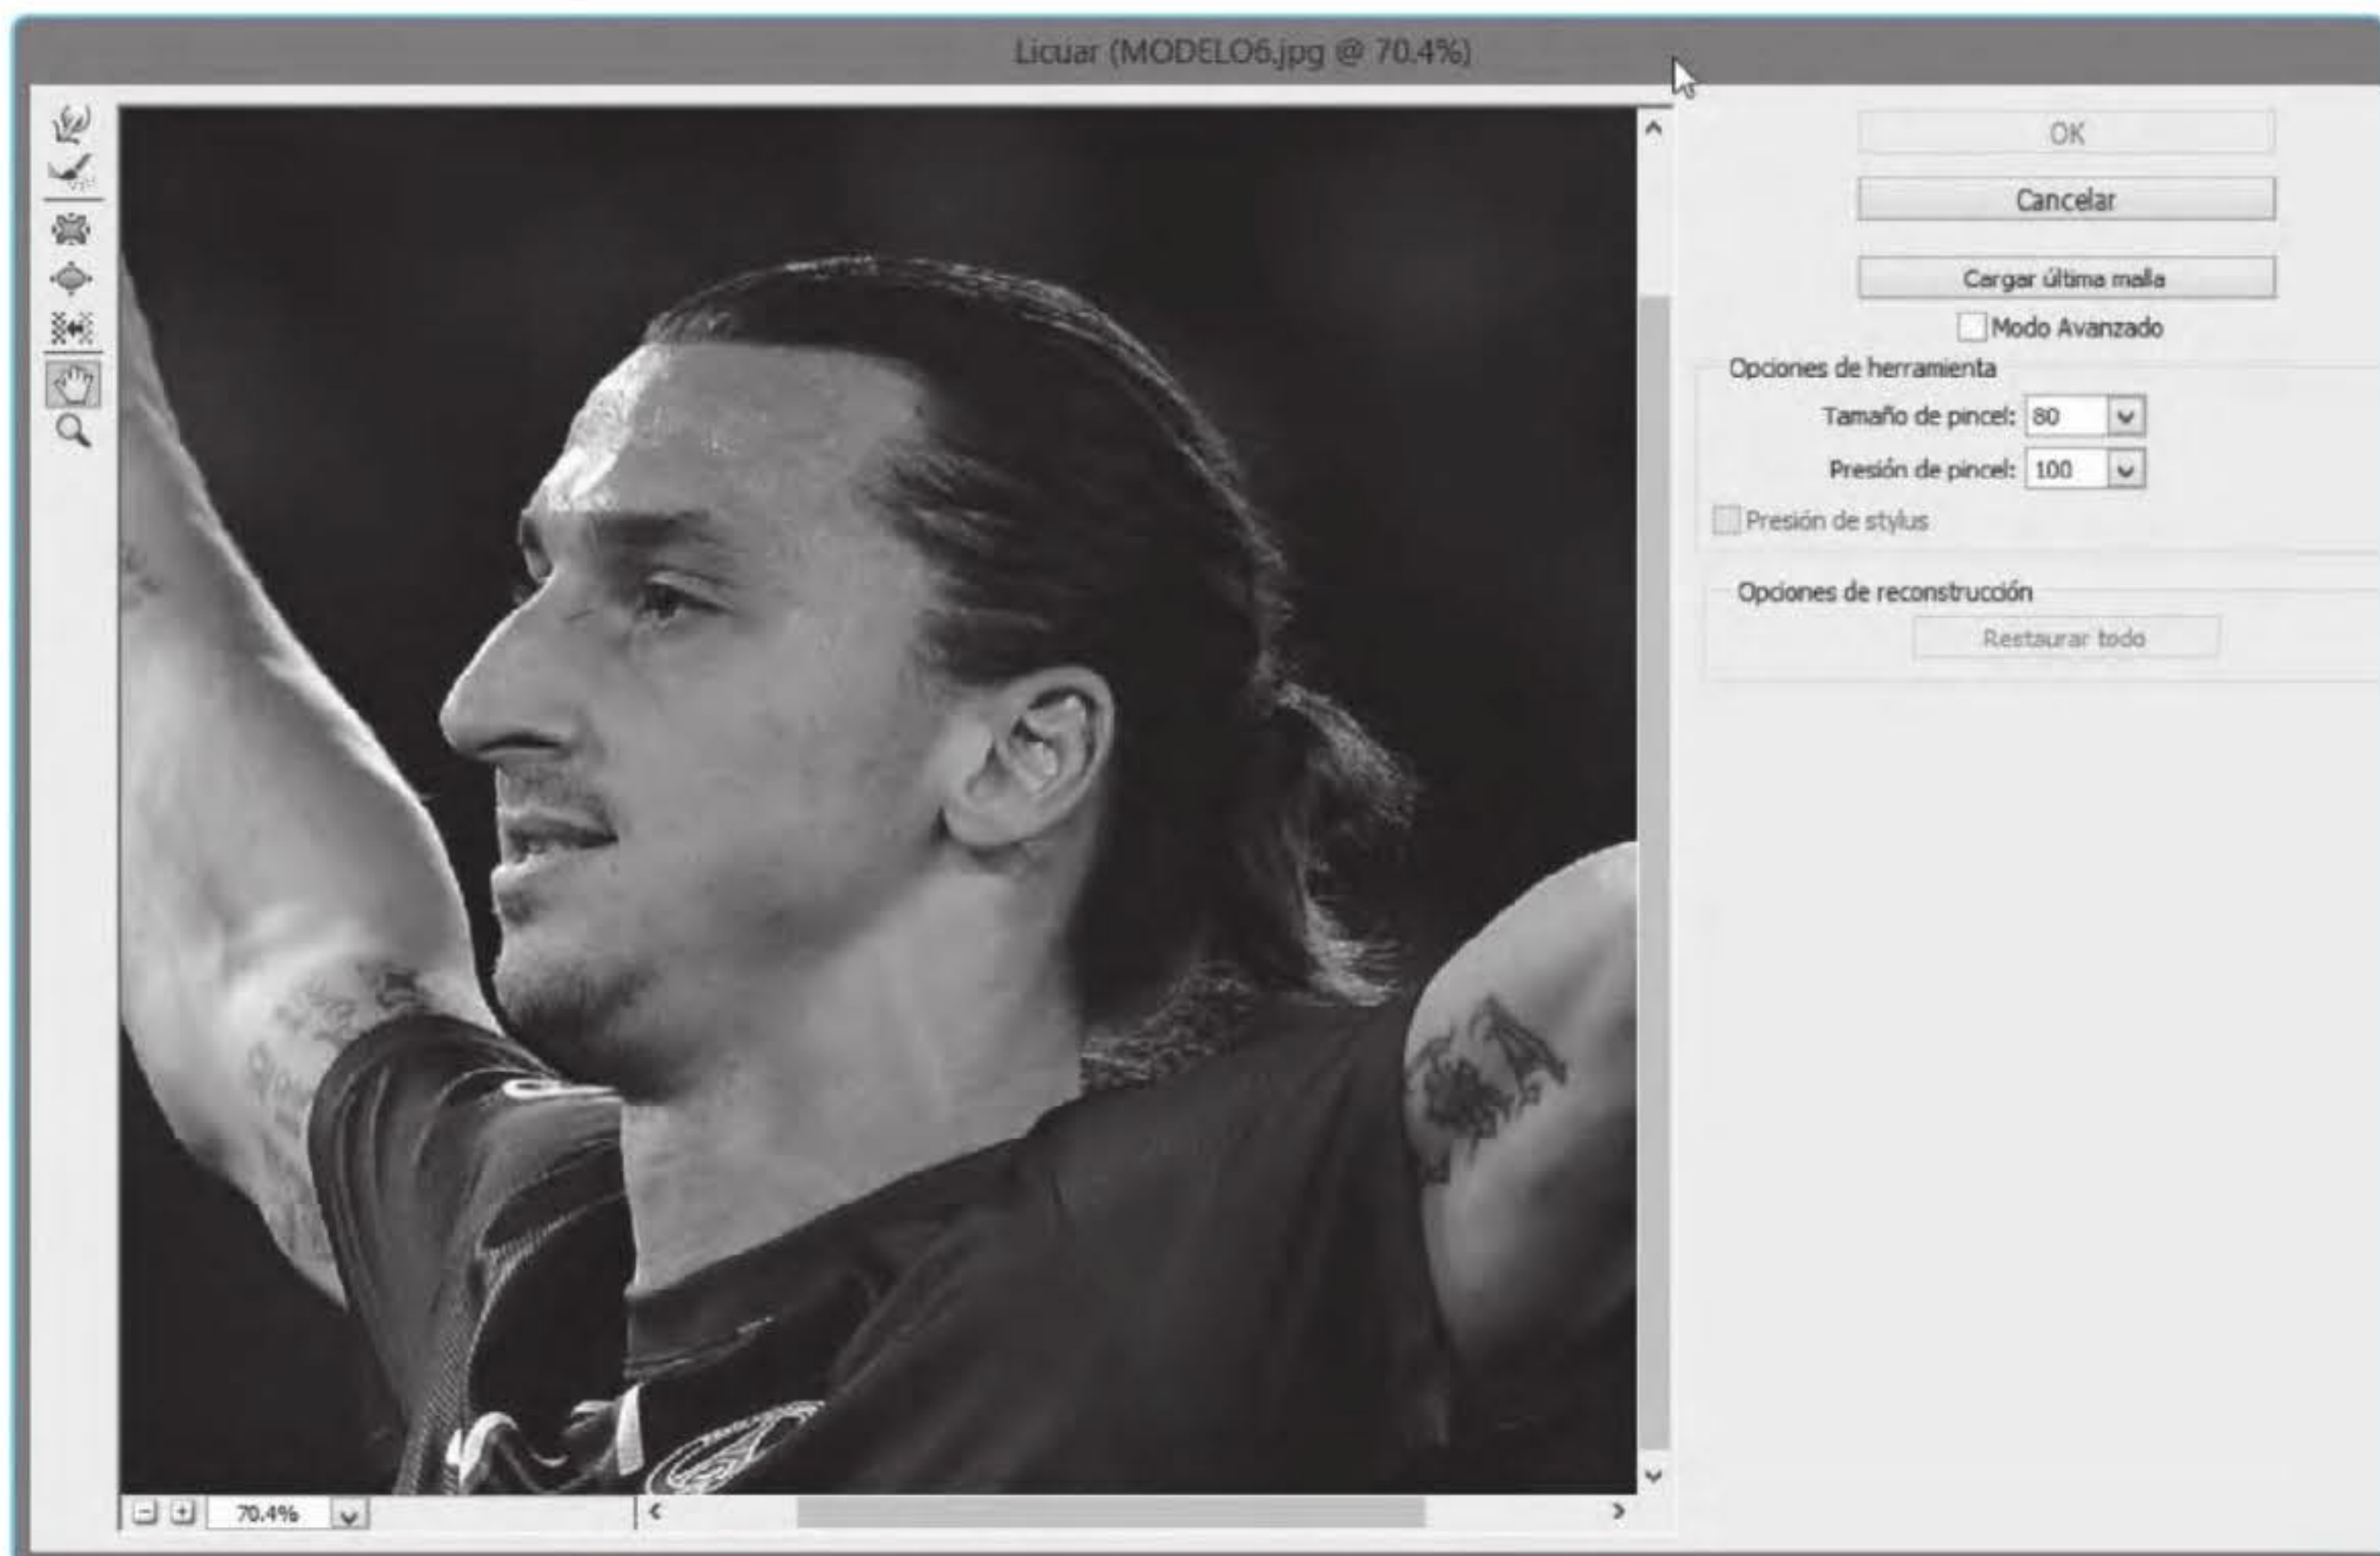 Licuar (MODELO6.jpg @ 70.4%)
OK
Cancelar
Cargar última malla
Modo Avanzado
Opciones de herramienta
Tamaño de pincel: 80
Presión de pincel: 100
Presión de stylus
Opciones de reconstrucción
Restaurar todo
70.4%